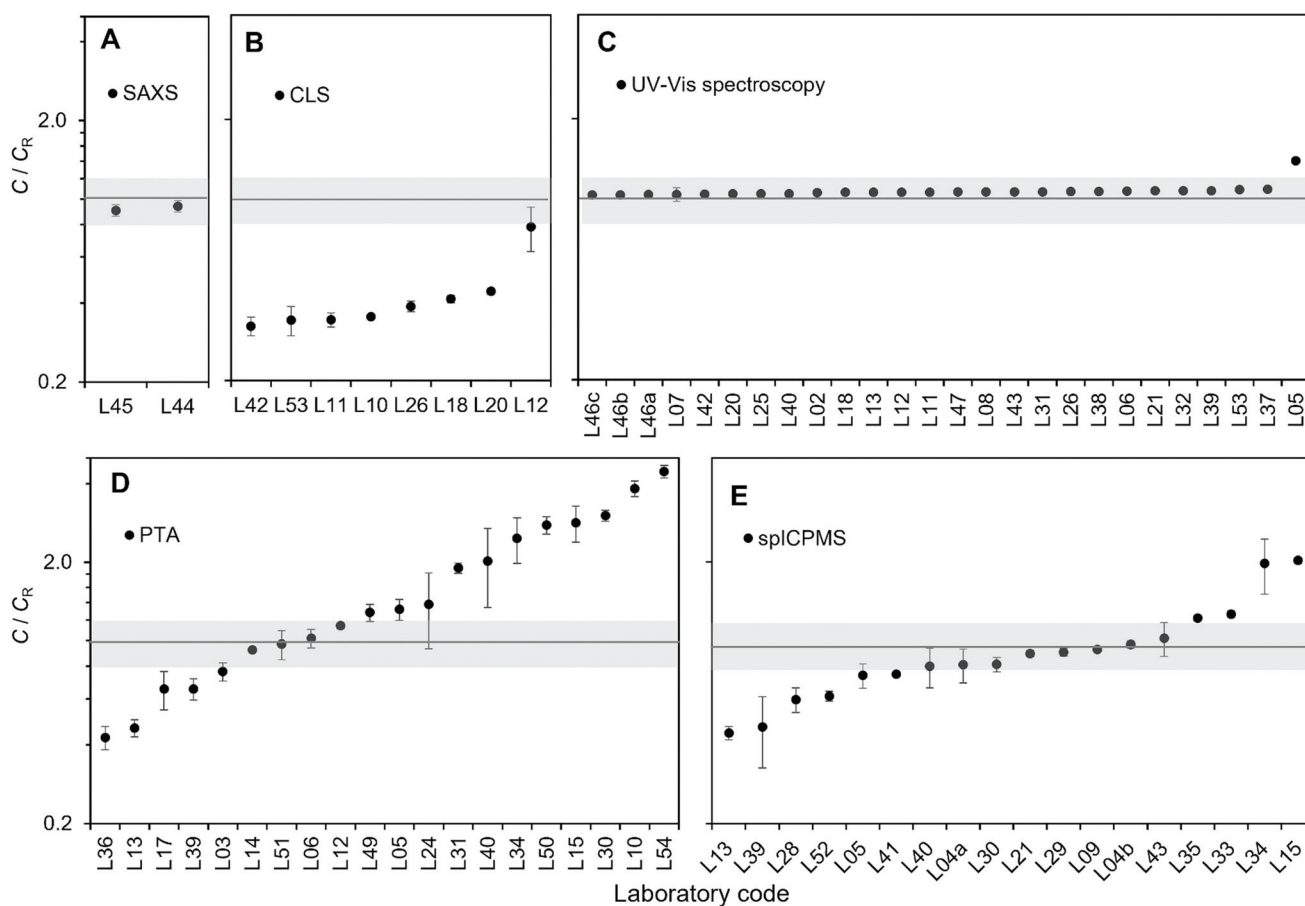 A
SAXS
B
CLS
C
UV-Vis spectroscopy
2.0
C / CR
0.2
L45 L44
L42 L53 L11 L10 L26 L18 L20 L12
L46c L46b L46a L07 L42 L20 L25 L40 L02 L18 L13 L12 L11 L47 L08 L43 L31 L26 L38 L06 L21 L32 L39 L53 L37 L05
D
PTA
E
spICPMS
2.0
C / CR
0.2
L36 L13 L17 L39 L03 L14 L51 L06 L12 L49 L05 L24 L31 L40 L34 L50 L15 L30 L10 L54
L13 L39 L28 L52 L05 L41 L40 L04a L30 L21 L29 L09 L04b L43 L35 L33 L34 L15
Laboratory code